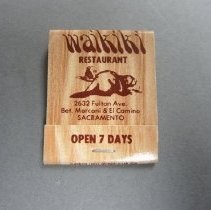 waikiki
RESTAURANT
2632 Fulton Ave.
Bet. Marconi & El Camino
SACRAMENTO
OPEN 7 DAYS